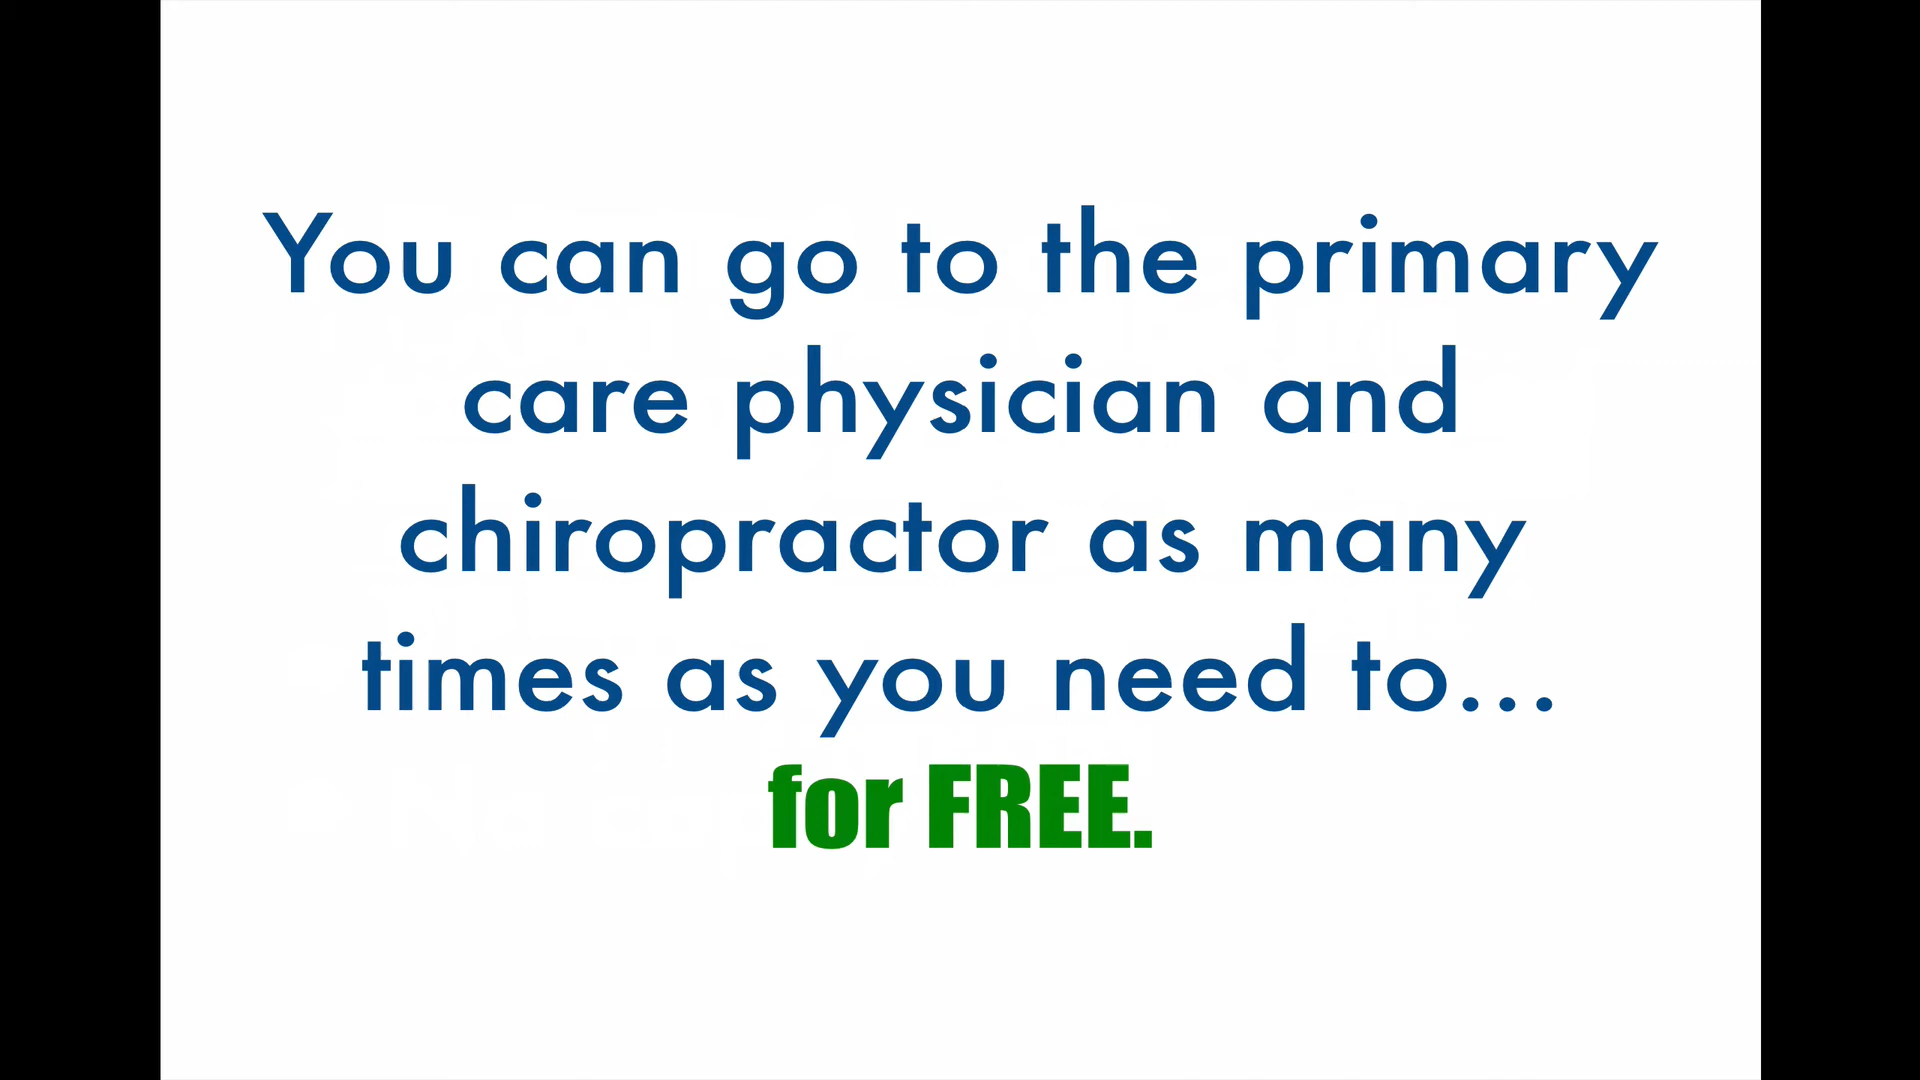 You can go to the primary
care physician and
chiropractor as many
times as you need to...
for FREE.